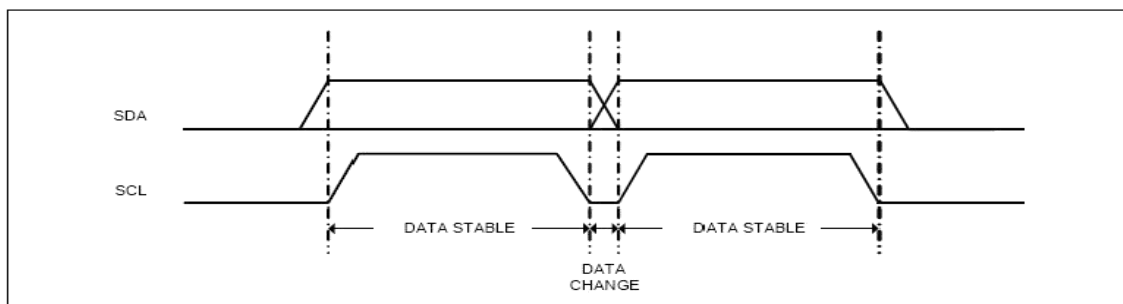 SDA
SCL
DATA STABLE
DATA STABLE
DATA
CHANGE